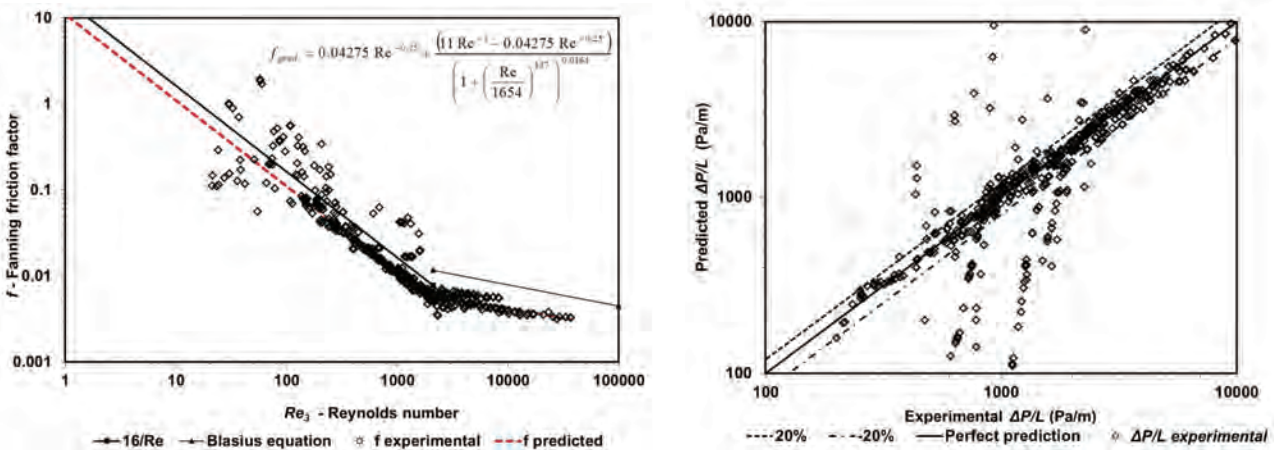 10
1
0.1
0.01
0.001
f - Fanning friction factor
1 10 100 1000 10000 100000
Re₃ - Reynolds number
16/Re Blasius equation f experimental f predicted
10000
1000
100
Predicted ΔP/L (Pa/m)
100 1000 10000
Experimental ΔP/L (Pa/m)
20% -20% Perfect prediction ΔP/L experimental